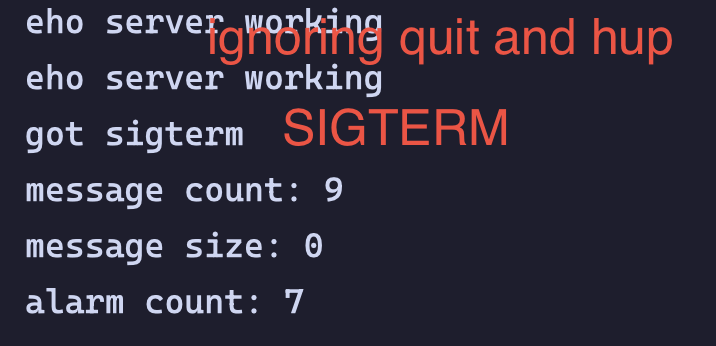 eho server working
ignoring quit and hup
eho server working
got sigterm
SIGTERM
message count: 9
message size: 0
alarm count: 7